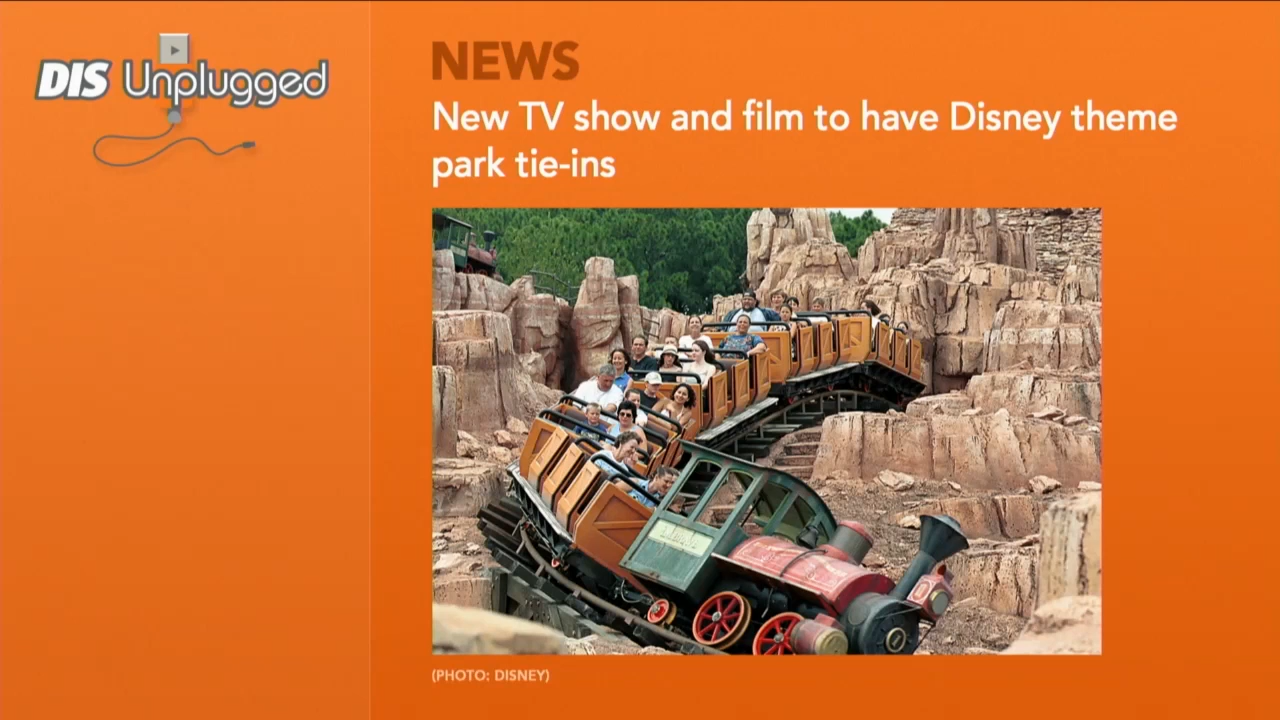 DIS Unplugged
NEWS
New TV show and film to have Disney theme
park tie-ins
(PHOTO: DISNEY)